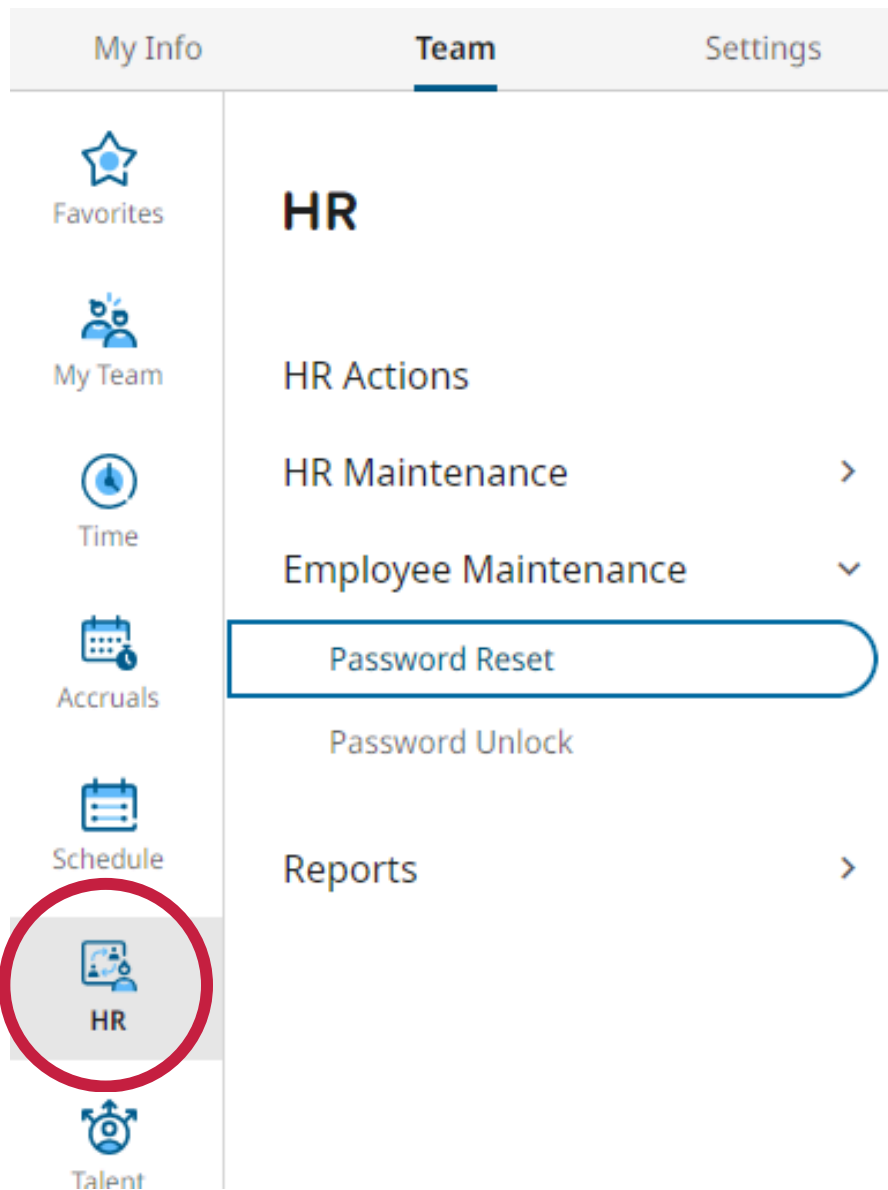 My Info Team Settings
Favorites
My Team
Time
Accruals
Schedule
HR
Talent
HR
HR Actions
HR Maintenance
Employee Maintenance
Password Reset
Password Unlock
Reports